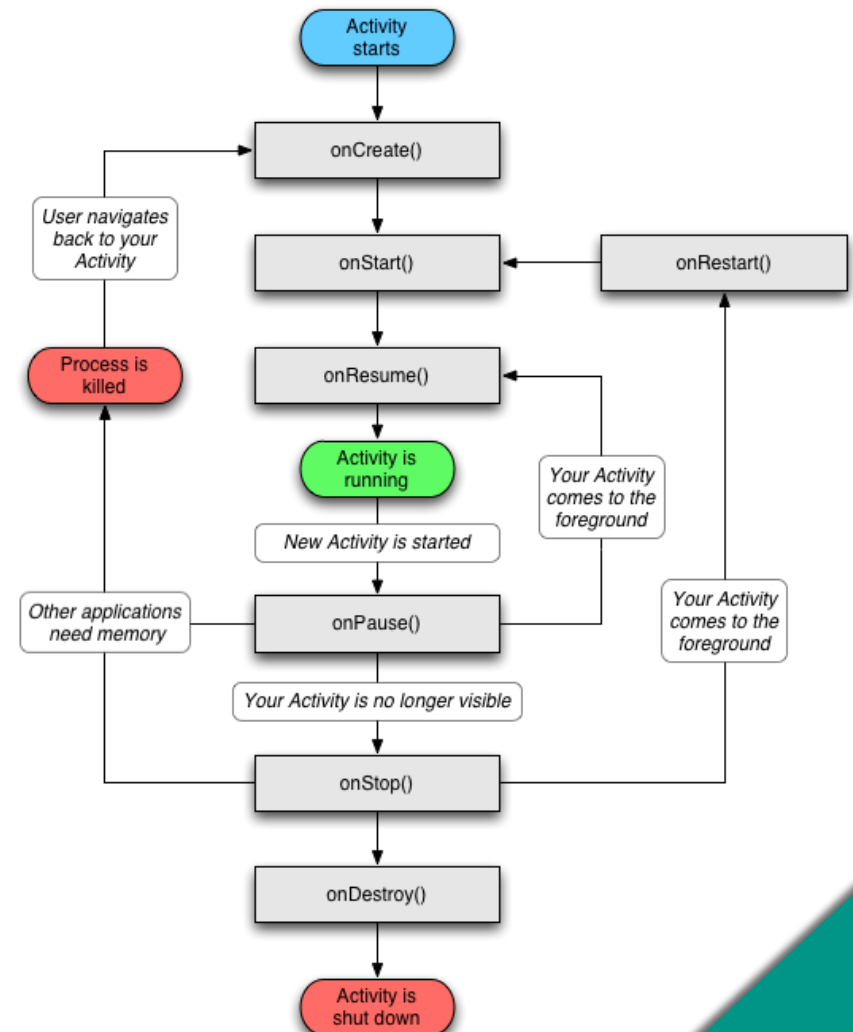 Activity
starts
onCreate()
User navigates
back to your
Activity
onStart()
onRestart()
Process is
killed
onResume()
Activity is
running
Your Activity
comes to the
foreground
New Activity is started
Other applications
need memory
onPause()
Your Activity
comes to the
foreground
Your Activity is no longer visible
onStop()
onDestroy()
Activity is
shut down